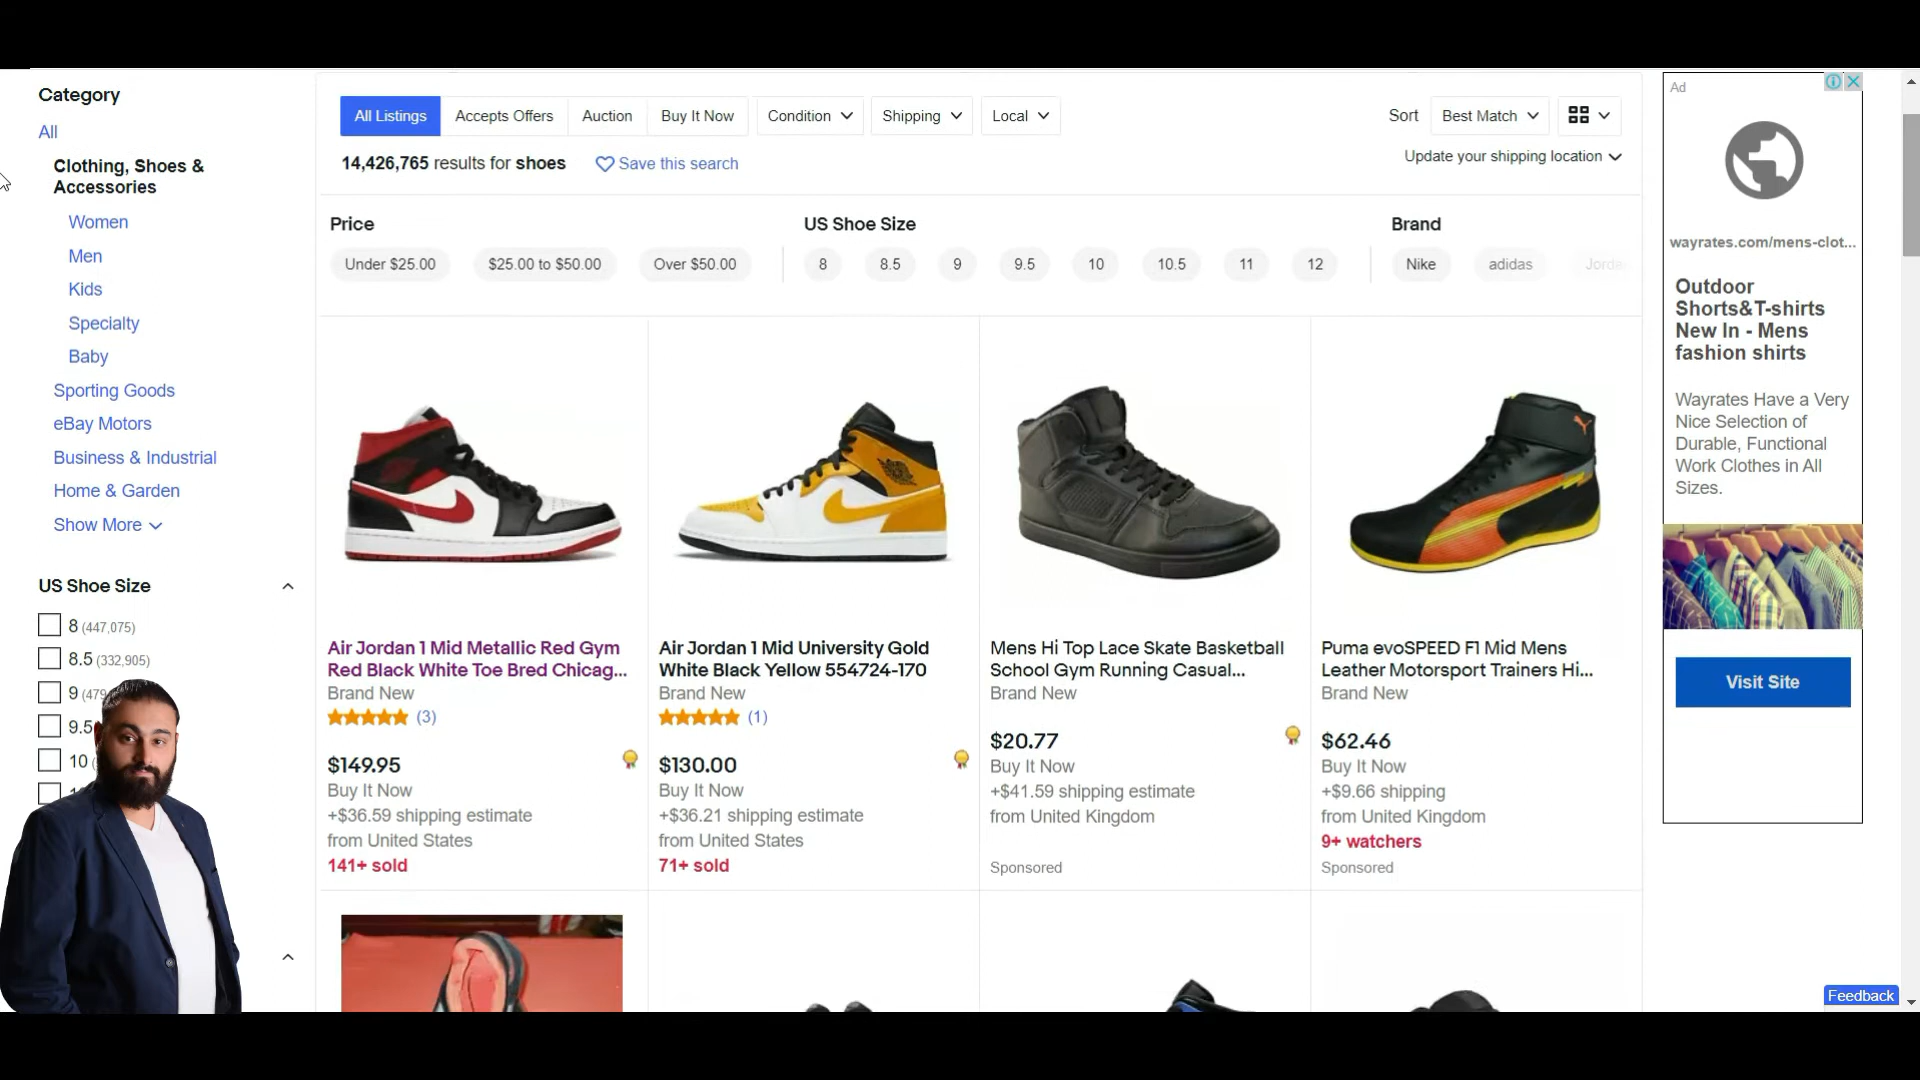 Category
All
Clothing, Shoes &
Accessories
Women
Men
Kids
Specialty
Baby
Sporting Goods
eBay Motors
Business & Industrial
Home & Garden
Show More
US Shoe Size
8 (447,075)
8.5 (332,905)
9 (479
9.5
10
All Listings
Accepts Offers
Auction
Buy It Now
Condition
Shipping
Local
Sort
Best Match
14,426,765 results for shoes
Save this search
Update your shipping location
Price
Under $25.00
$25.00 to $50.00
Over $50.00
US Shoe Size
8
8.5
9
9.5
10
10.5
11
12
Brand
Nike
adidas
Air Jordan 1 Mid Metallic Red Gym
Red Black White Toe Bred Chicag...
Brand New
(3)
$149.95
Buy It Now
+$36.59 shipping estimate
from United States
141+ sold
Air Jordan 1 Mid University Gold
White Black Yellow 554724-170
Brand New
(1)
$130.00
Buy It Now
+$36.21 shipping estimate
from United States
71+ sold
Mens Hi Top Lace Skate Basketball
School Gym Running Casual...
Brand New
$20.77
Buy It Now
+$41.59 shipping estimate
from United Kingdom
Sponsored
Puma evoSPEED F1 Mid Mens
Leather Motorsport Trainers Hi...
Brand New
$62.46
Buy It Now
+$9.66 shipping
from United Kingdom
9+ watchers
Sponsored
Ad
wayrates.com/mens-clot...
Outdoor
Shorts&T-shirts
New In - Mens
fashion shirts
Wayrates Have a Very
Nice Selection of
Durable, Functional
Work Clothes in All
Sizes.
Visit Site
Feedback